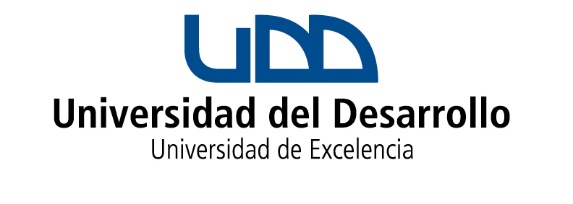 UDD
Universidad del Desarrollo
Universidad de Excelencia